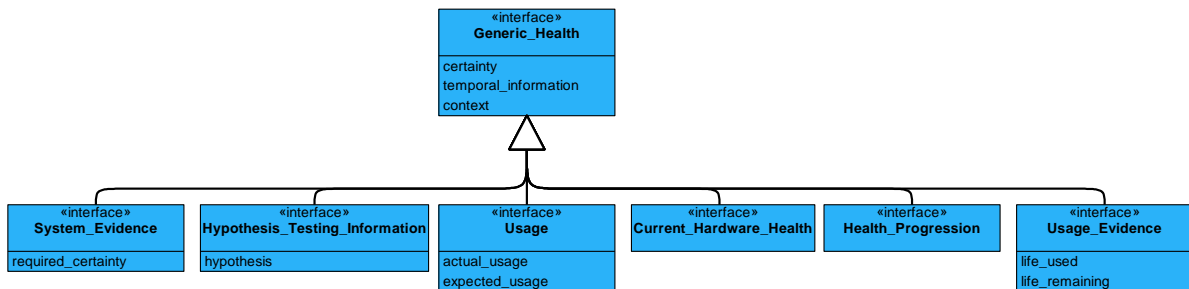 «interface»
Generic_Health
certainty
temporal_information
context
«interface»
System_Evidence
required_certainty
«interface»
Hypothesis_Testing_Information
hypothesis
«interface»
Usage
actual_usage
expected_usage
«interface»
Current_Hardware_Health
«interface»
Health_Progression
«interface»
Usage_Evidence
life_used
life_remaining